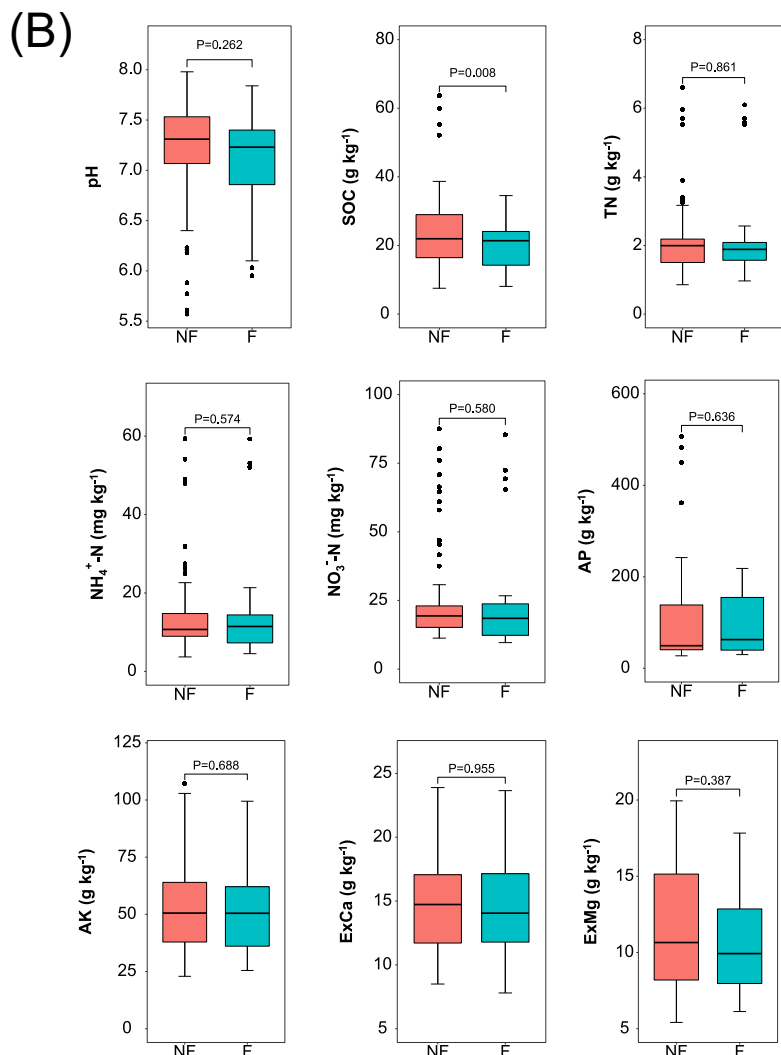 (B)
P=0.262
8.0
7.5
7.0
6.5
6.0
5.5
pH
NF F
P=0.008
80
60
40
20
0
SOC (g kg⁻¹)
NF F
P=0.861
8
6
4
2
0
TN (g kg⁻¹)
NF F
P=0.574
60
40
20
0
NH₄⁺-N (mg kg⁻¹)
NF F
P=0.580
100
75
50
25
0
NO₃⁻-N (mg kg⁻¹)
NF F
P=0.636
600
400
200
0
AP (g kg⁻¹)
NF F
P=0.688
125
100
75
50
25
0
AK (g kg⁻¹)
NF F
P=0.955
25
20
15
10
5
ExCa (g kg⁻¹)
NF F
P=0.387
20
15
10
5
ExMg (g kg⁻¹)
NF F